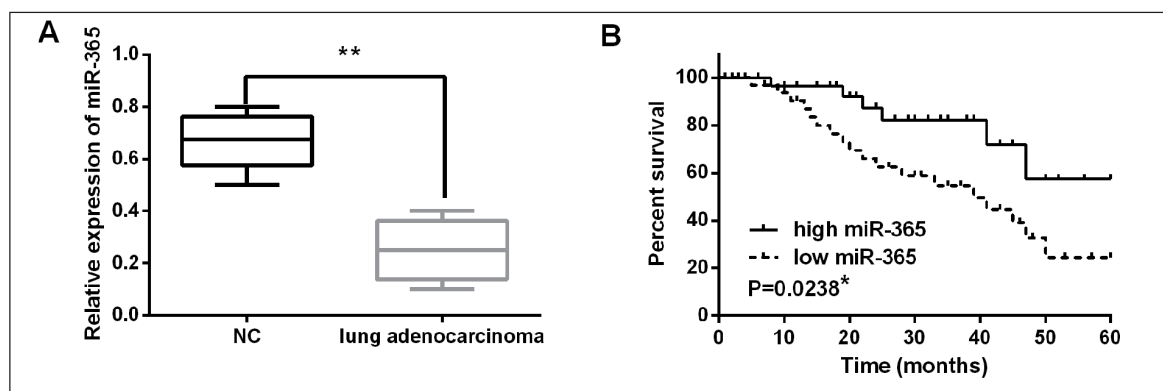 A
Relative expression of miR-365
1.0
0.8
0.6
0.4
0.2
0.0
**
NC
lung adenocarcinoma
B
Percent survival
100
80
60
40
20
0
high miR-365
low miR-365
P=0.0238*
0
10
20
30
40
50
60
Time (months)